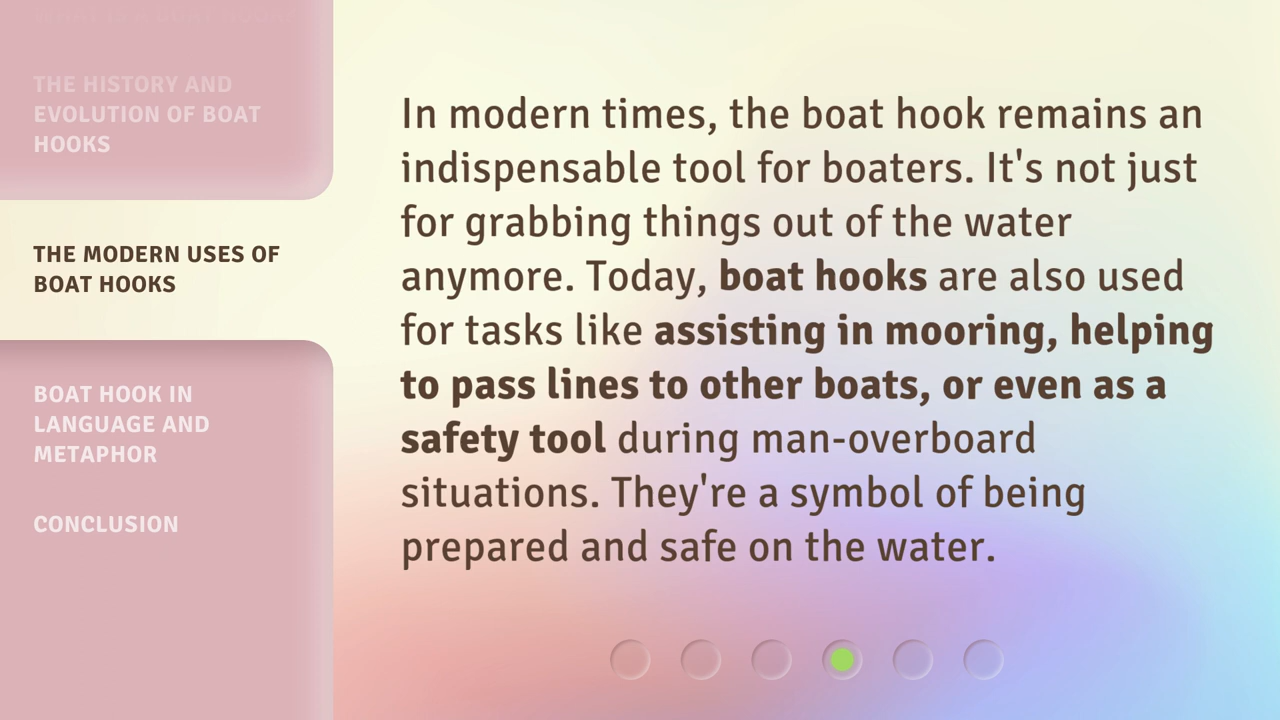 THE HISTORY AND
EVOLUTION OF BOAT
HOOKS
THE MODERN USES OF
BOAT HOOKS
BOAT HOOK IN
LANGUAGE AND
METAPHOR
CONCLUSION
In modern times, the boat hook remains an
indispensable tool for boaters. It's not just
for grabbing things out of the water
anymore. Today, boat hooks are also used
for tasks like assisting in mooring, helping
to pass lines to other boats, or even as a
safety tool during man-overboard
situations. They're a symbol of being
prepared and safe on the water.